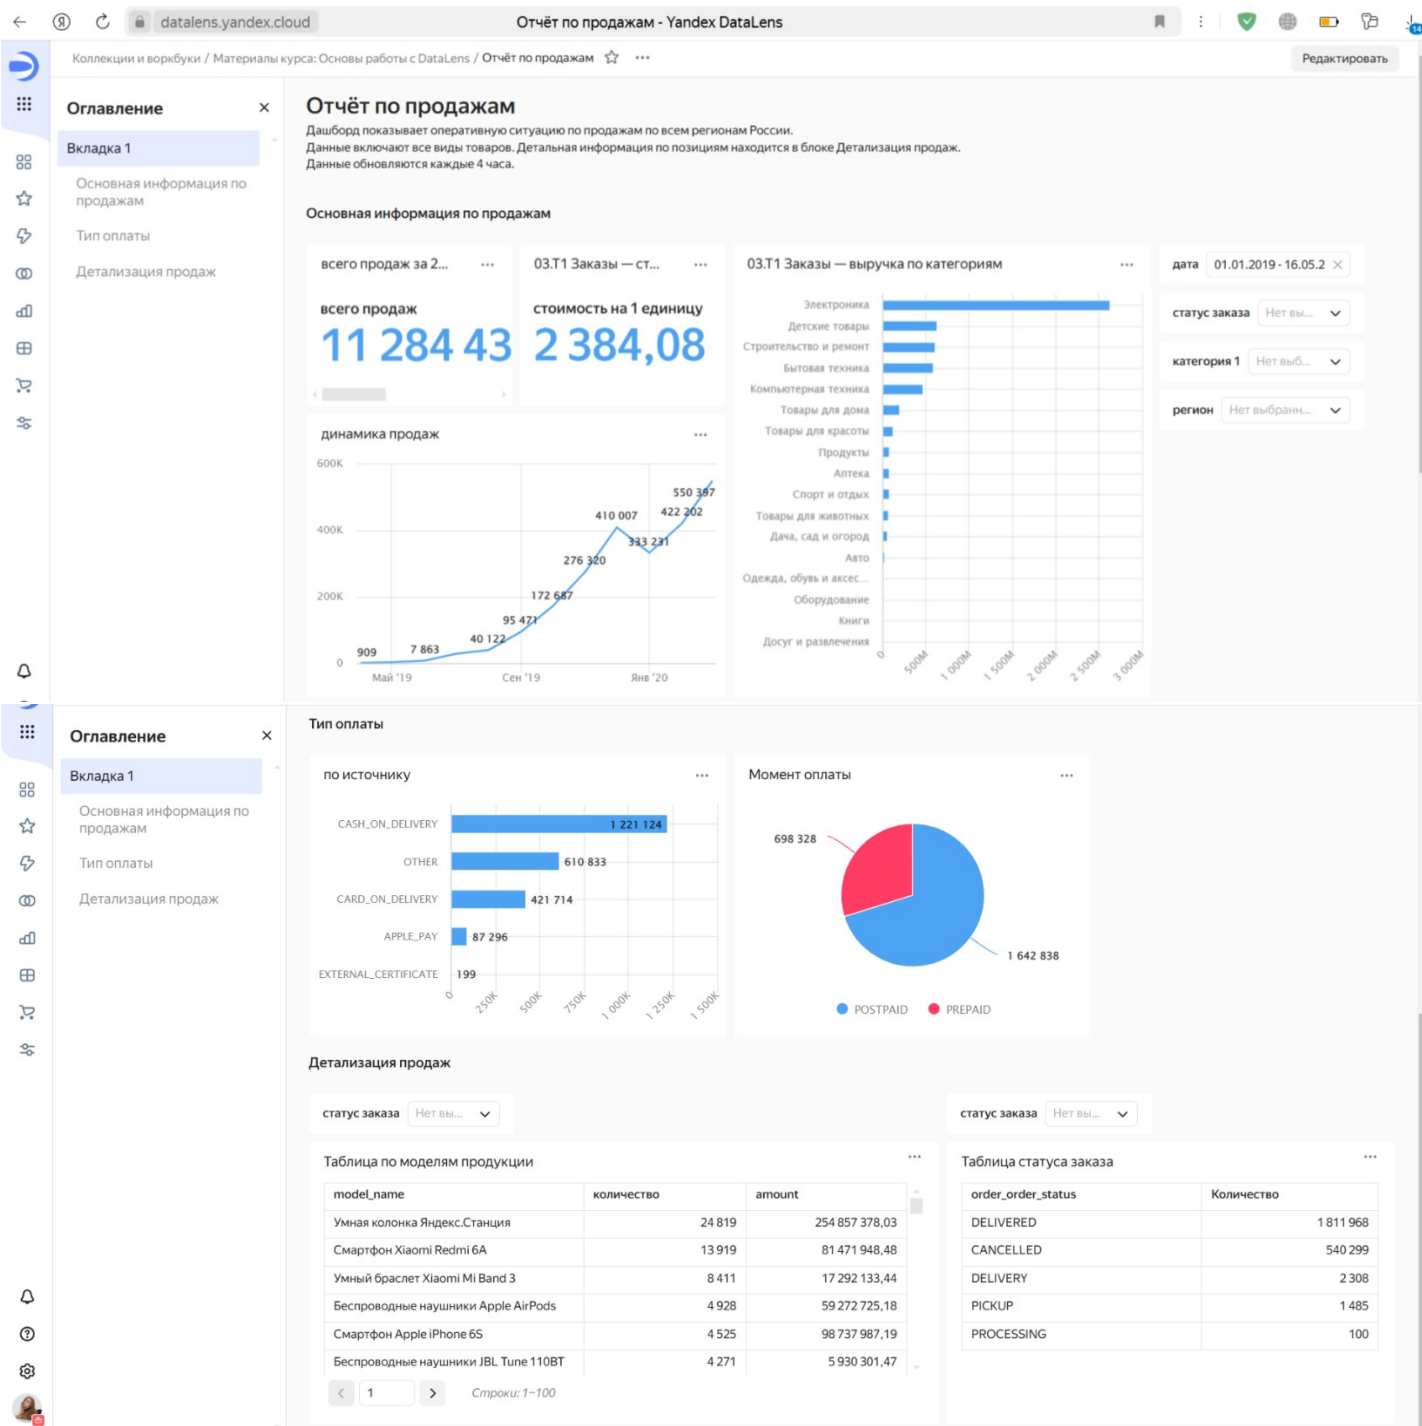 datalens.yandex.cloud
Отчёт по продажам - Yandex DataLens
14
Коллекции и воркбуки / Материалы курса: Основы работы с DataLens / Отчёт по продажам
Редактировать
Оглавление
Вкладка 1
Основная информация по
продажам
Тип оплаты
Детализация продаж
Отчёт по продажам
Дашборд показывает оперативную ситуацию по продажам по всем регионам России.
Данные включают все виды товаров. Детальная информация по позициям находится в блоке Детализация продаж.
Данные обновляются каждые 4 часа.
Основная информация по продажам
всего продаж за 2...
всего продаж
11 284 43
03.Т1 Заказы — ст...
стоимость на 1 единицу
2 384,08
03.Т1 Заказы — выручка по категориям
Электроника
Детские товары
Строительство и ремонт
Бытовая техника
Компьютерная техника
Товары для дома
Товары для красоты
Продукты
Аптека
Спорт и отдых
Товары для животных
Дача, сад и огород
Авто
Одежда, обувь и аксес...
Оборудование
Книги
Досуг и развлечения
0 500M 1 000M 1 500M 2 000M 2 500M 3 000M
дата 01.01.2019 - 16.05.2
статус заказа Нет вы...
категория 1 Нет выб...
регион Нет выбранн...
динамика продаж
600K
400K
200K
0
909
7 863
40 122
95 471
172 687
276 320
410 007
333 231
422 202
550 397
Май '19
Сен '19
Янв '20
Оглавление
Вкладка 1
Основная информация по
продажам
Тип оплаты
Детализация продаж
Тип оплаты
по источнику
CASH_ON_DELIVERY 1 221 124
OTHER 610 833
CARD_ON_DELIVERY 421 714
APPLE_PAY 87 296
EXTERNAL_CERTIFICATE 199
0 250K 500K 750K 1 000K 1 250K 1 500K
Момент оплаты
698 328
1 642 838
POSTPAID PREPAID
Детализация продаж
статус заказа Нет вы...
Таблица по моделям продукции
model_name количество amount
Умная колонка Яндекс.Станция 24 819 254 857 378,03
Смартфон Xiaomi Redmi 6A 13 919 81 471 948,48
Умный браслет Xiaomi Mi Band 3 8 411 17 292 133,44
Беспроводные наушники Apple AirPods 4 928 59 272 725,18
Смартфон Apple iPhone 6S 4 525 98 737 987,19
Беспроводные наушники JBL Tune 110BT 4 271 5 930 301,47
1
Строки: 1–100
статус заказа Нет вы...
Таблица статуса заказа
order_order_status Количество
DELIVERED 1 811 968
CANCELLED 540 299
DELIVERY 2 308
PICKUP 1 485
PROCESSING 100